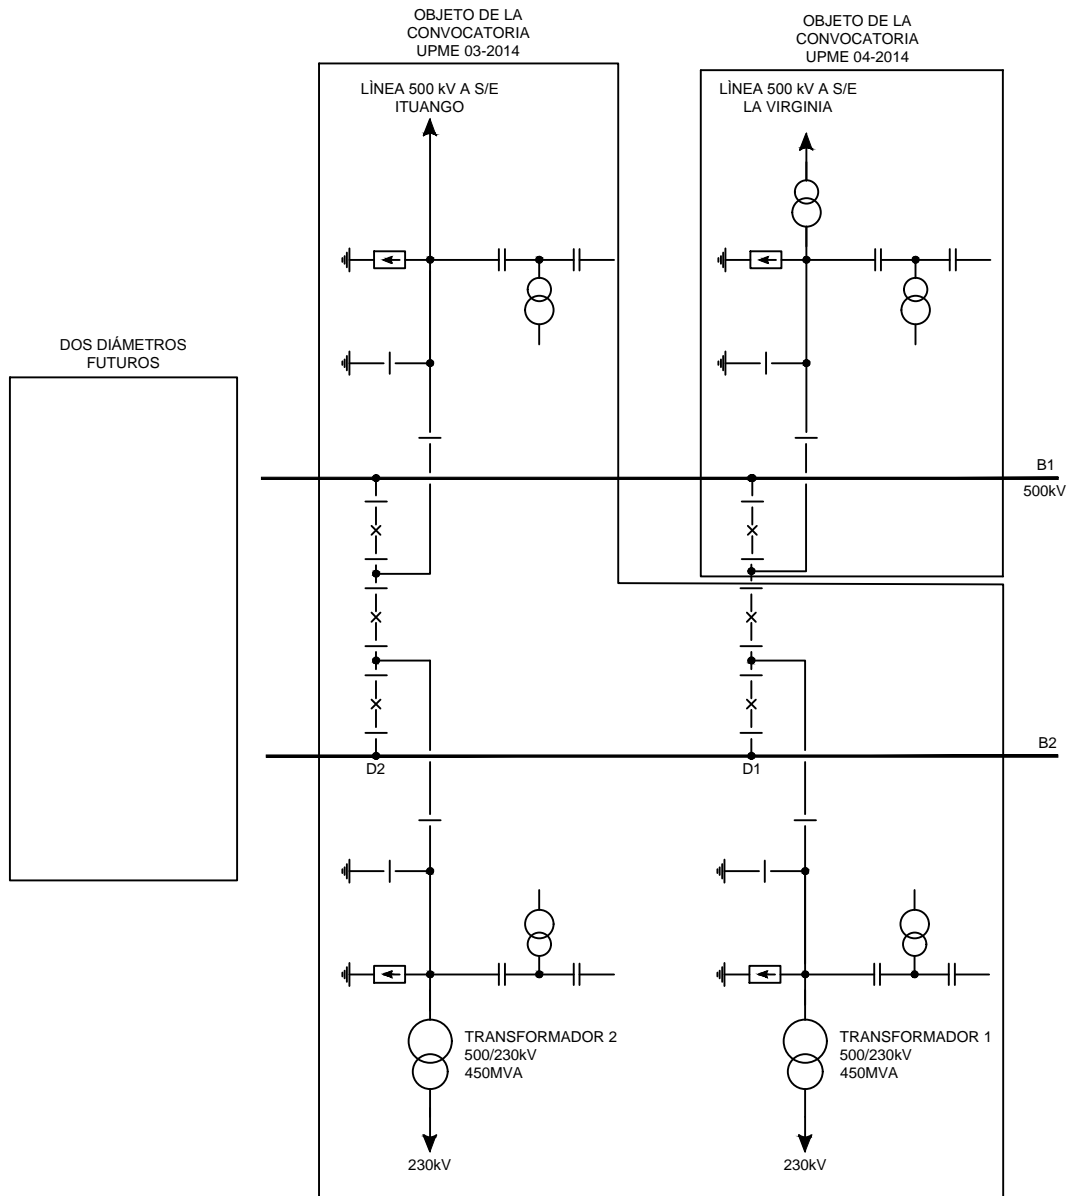 OBJETO DE LA
CONVOCATORIA
UPME 03-2014
OBJETO DE LA
CONVOCATORIA
UPME 04-2014
LÌNEA 500 kV A S/E
ITUANGO
LÌNEA 500 kV A S/E
LA VIRGINIA
DOS DIÁMETROS
FUTUROS
B1
500kV
B2
D2
D1
TRANSFORMADOR 2
500/230kV
450MVA
TRANSFORMADOR 1
500/230kV
450MVA
230kV
230kV